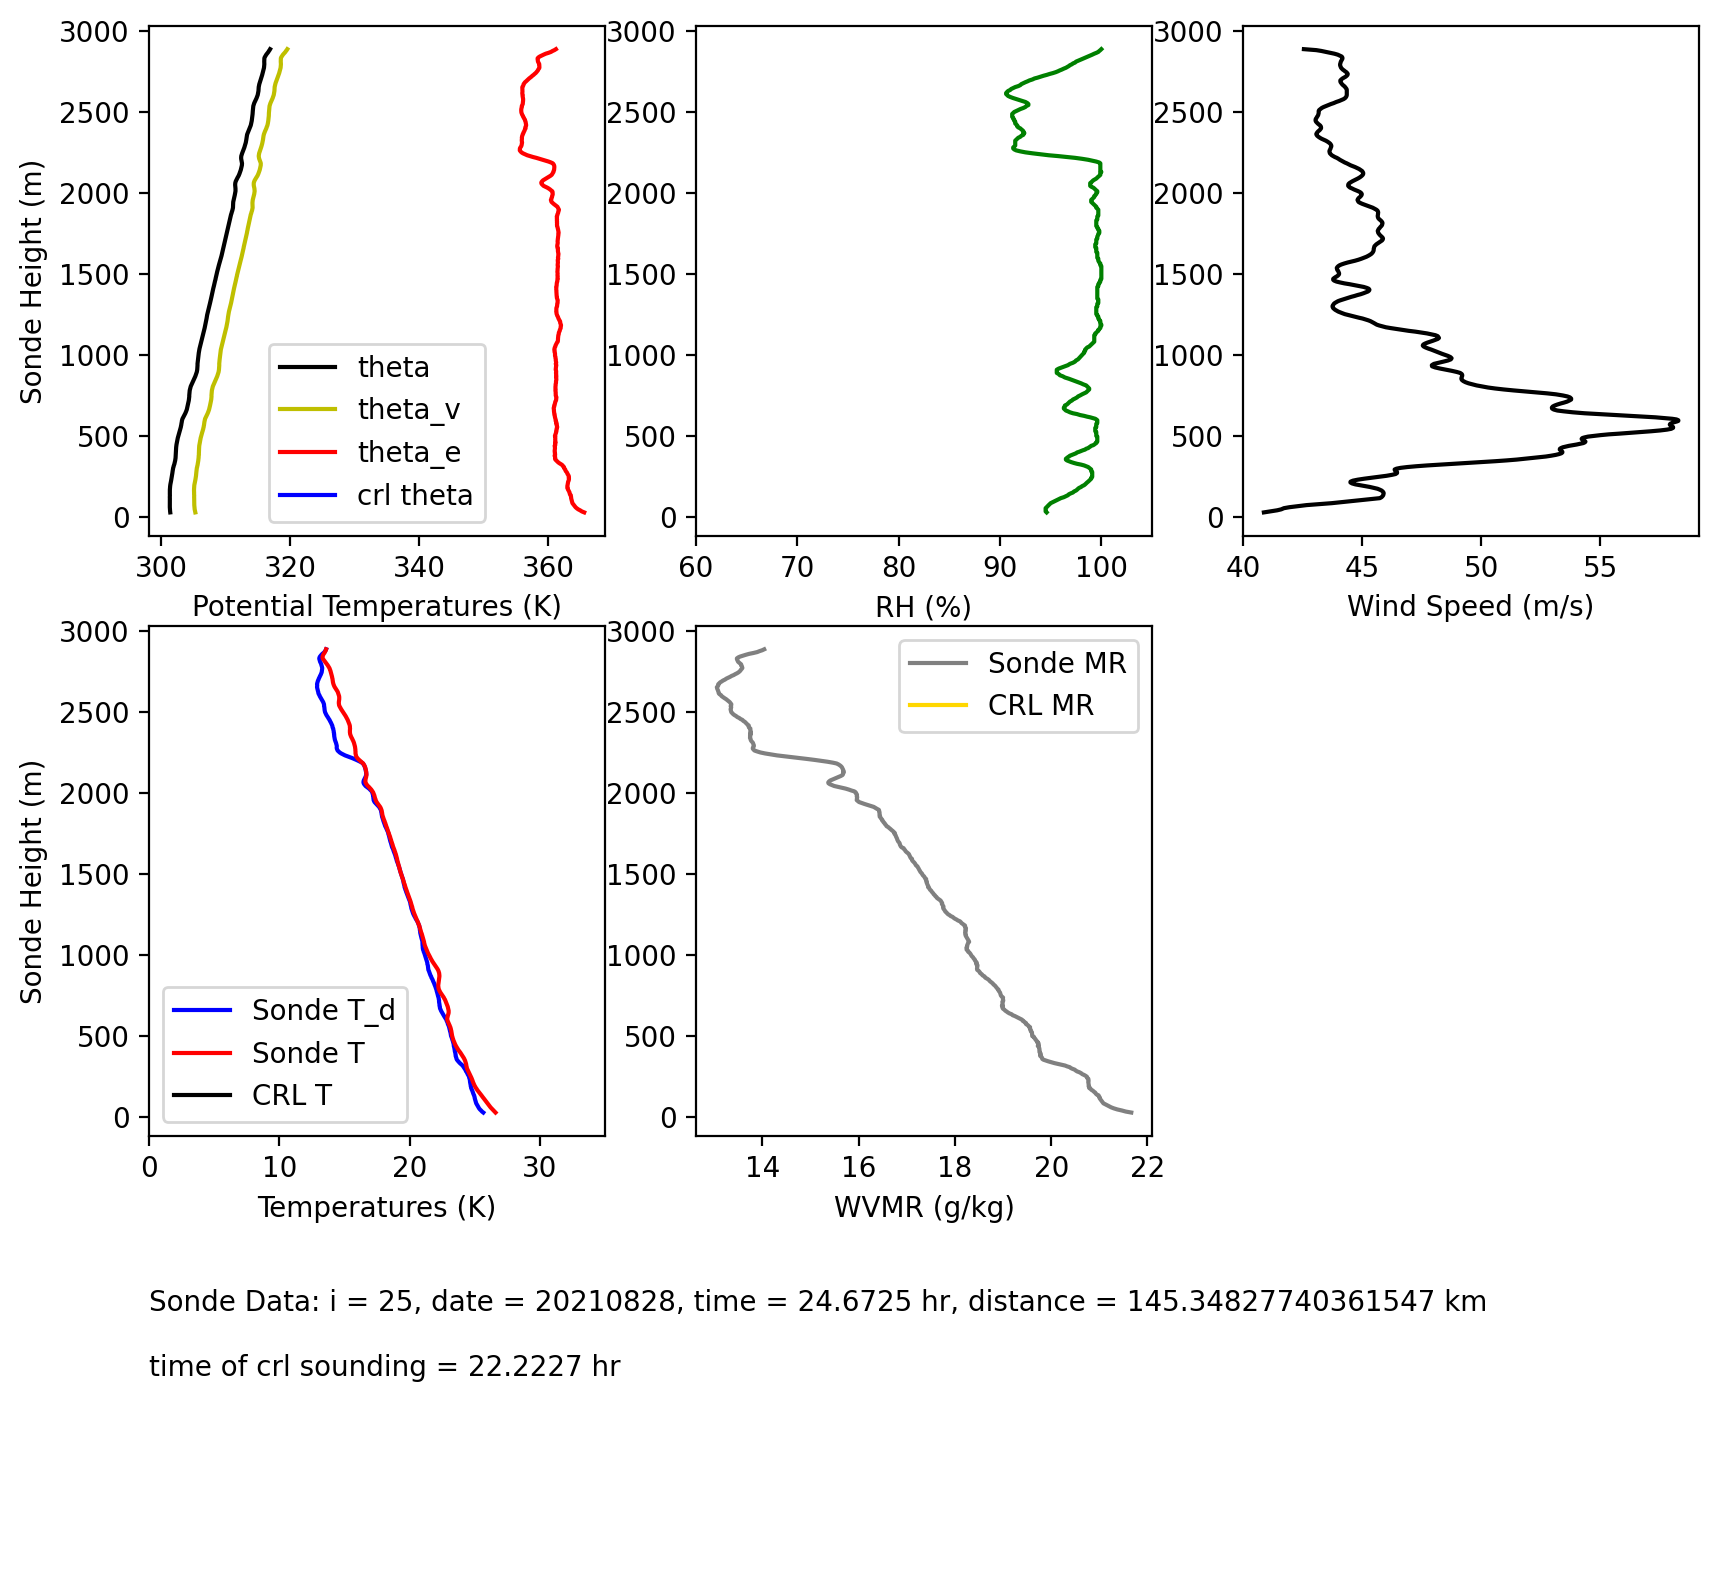 3000
2500
2000
1500
1000
500
0
Sonde Height (m)
theta
theta_v
theta_e
crl theta
300 320 340 360
Potential Temperatures (K)
3000
2500
2000
1500
1000
500
0
60 70 80 90 100
RH (%)
3000
2500
2000
1500
1000
500
0
40 45 50 55
Wind Speed (m/s)
3000
2500
2000
1500
1000
500
0
Sonde Height (m)
Sonde T_d
Sonde T
CRL T
0 10 20 30
Temperatures (K)
3000
2500
2000
1500
1000
500
0
Sonde MR
CRL MR
14 16 18 20 22
WVMR (g/kg)
Sonde Data: i = 25, date = 20210828, time = 24.6725 hr, distance = 145.34827740361547 km
time of crl sounding = 22.2227 hr